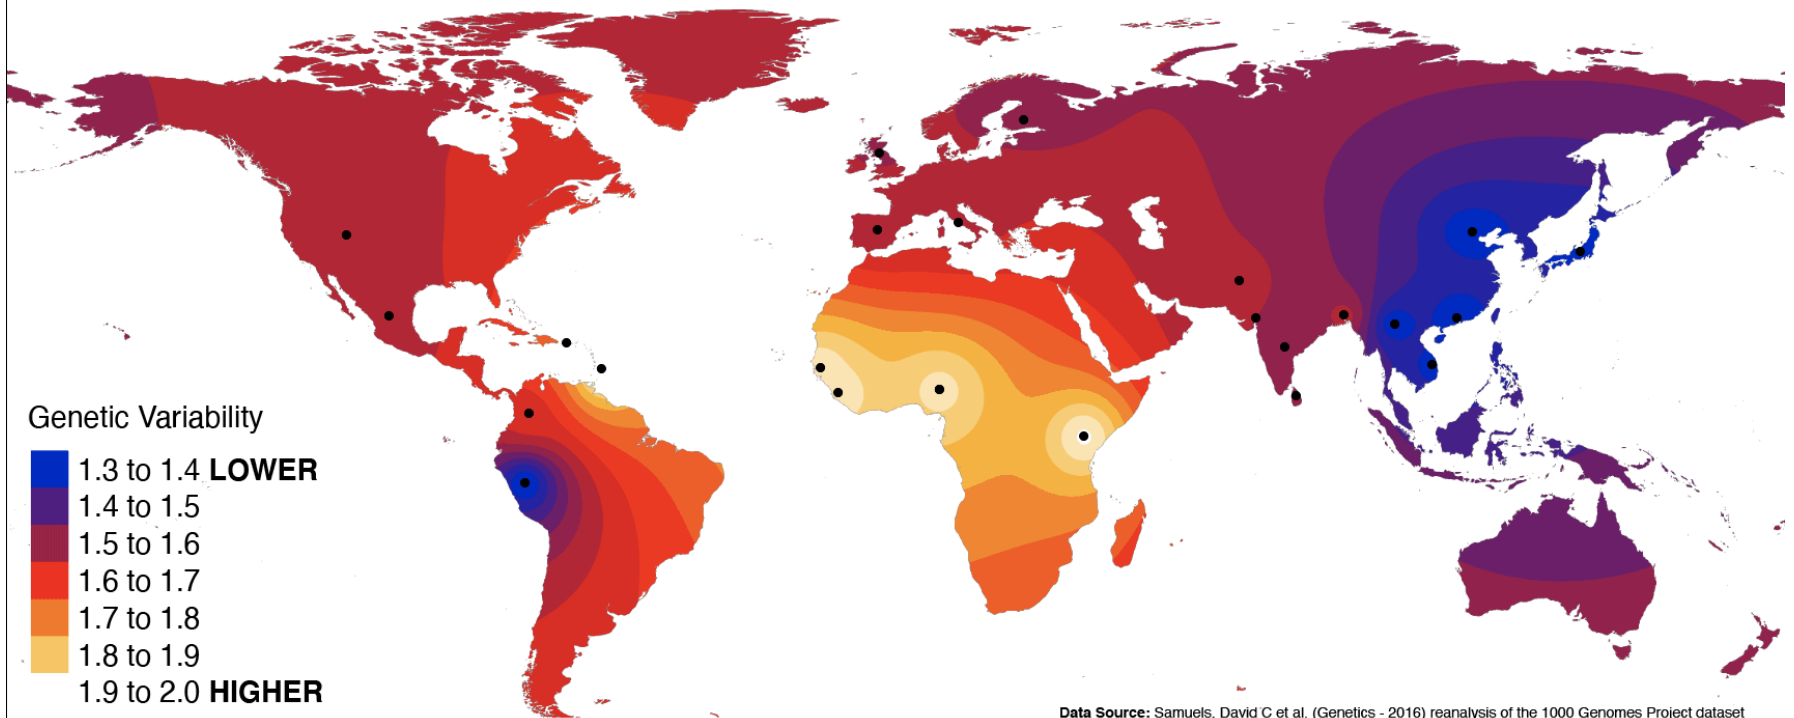 Genetic Variability
1.3 to 1.4 LOWER
1.4 to 1.5
1.5 to 1.6
1.6 to 1.7
1.7 to 1.8
1.8 to 1.9
1.9 to 2.0 HIGHER
Data Source: Samuels, David C et al. (Genetics - 2016) reanalysis of the 1000 Genomes Project dataset